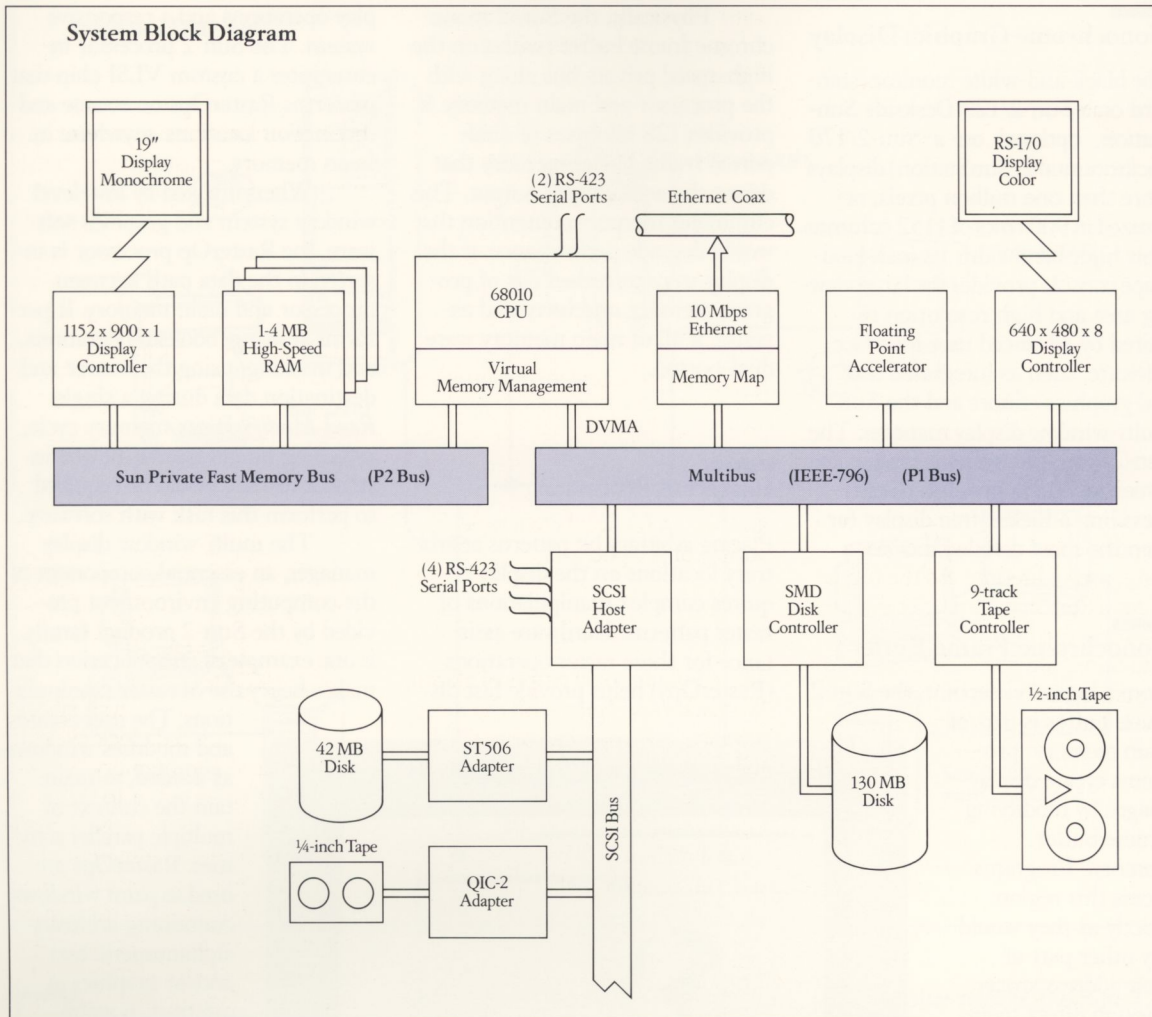 System Block Diagram
19″
Display
Monochrome
(2) RS-423
Serial Ports
Ethernet Coax
RS-170
Display
Color
1152 x 900 x 1
Display
Controller
1-4 MB
High-Speed
RAM
68010
CPU
Virtual
Memory Management
10 Mbps
Ethernet
Memory Map
Floating
Point
Accelerator
640 x 480 x 8
Display
Controller
DVMA
Sun Private Fast Memory Bus (P2 Bus)
Multibus (IEEE-796) (P1 Bus)
(4) RS-423
Serial Ports
SCSI
Host
Adapter
SMD
Disk
Controller
9-track
Tape
Controller
42 MB
Disk
ST506
Adapter
130 MB
Disk
½-inch Tape
¼-inch Tape
QIC-2
Adapter
SCSI Bus